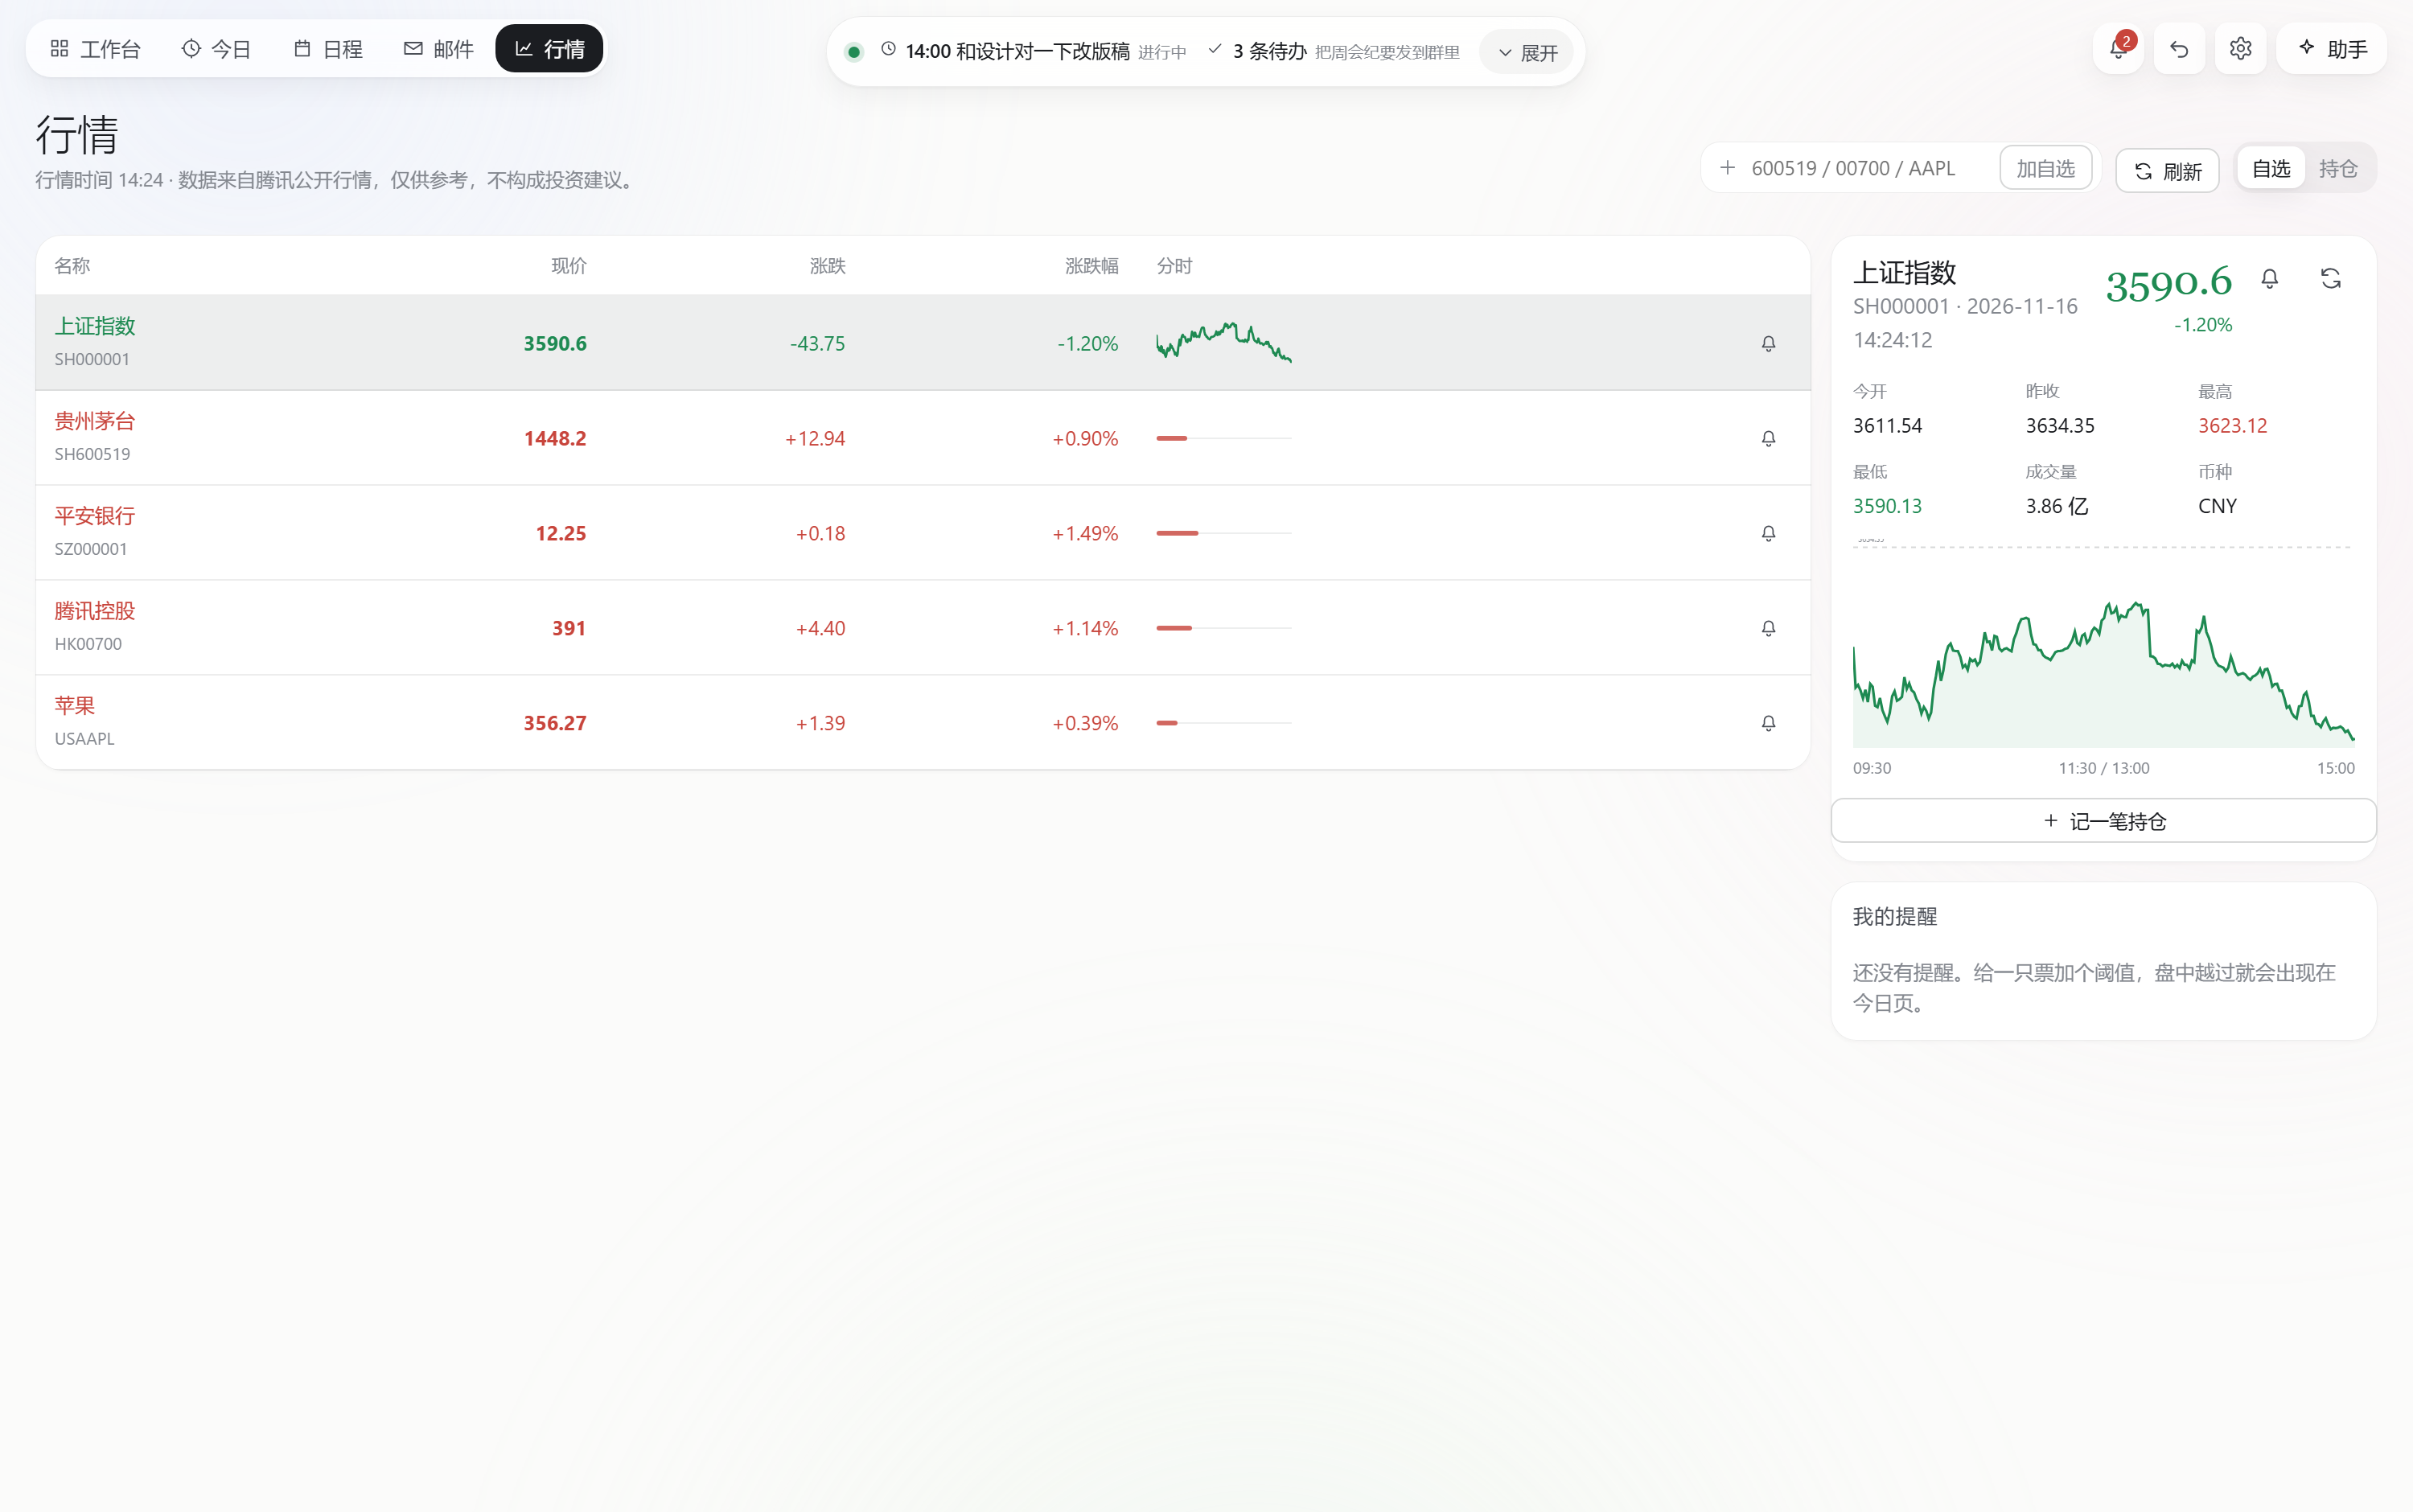 工作台 今日 日程 邮件 行情
14:00 和设计对一下改版稿 进行中 3 条待办 把周会纪要发到群里 展开
2 助手
行情
行情时间 14:24 · 数据来自腾讯公开行情，仅供参考，不构成投资建议。
600519 / 00700 / AAPL 加自选 刷新 自选 持仓
名称 现价 涨跌 涨跌幅 分时
上证指数
SH000001
3590.6 -43.75 -1.20%
贵州茅台
SH600519
1448.2 +12.94 +0.90%
平安银行
SZ000001
12.25 +0.18 +1.49%
腾讯控股
HK00700
391 +4.40 +1.14%
苹果
USAAPL
356.27 +1.39 +0.39%
上证指数
SH000001 · 2026-11-16
14:24:12
3590.6
-1.20%
今开 昨收 最高
3611.54 3634.35 3623.12
最低 成交量 币种
3590.13 3.86 亿 CNY
09:30 11:30 / 13:00 15:00
+ 记一笔持仓
我的提醒
还没有提醒。给一只票加个阈值，盘中越过就会出现在
今日页。